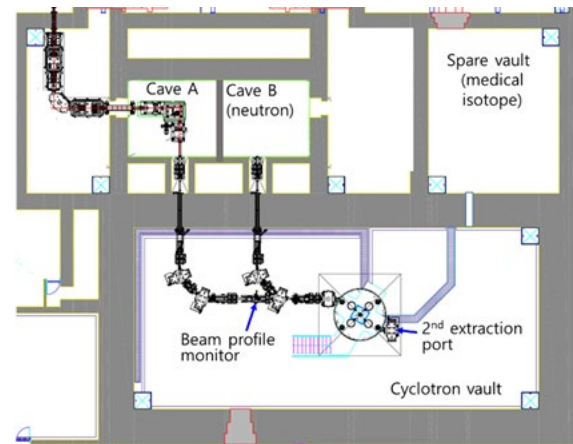 Spare vault
(medical
isotope)
Cave A
Cave B
(neutron)
Beam profile
monitor
2nd extraction
port
Cyclotron vault